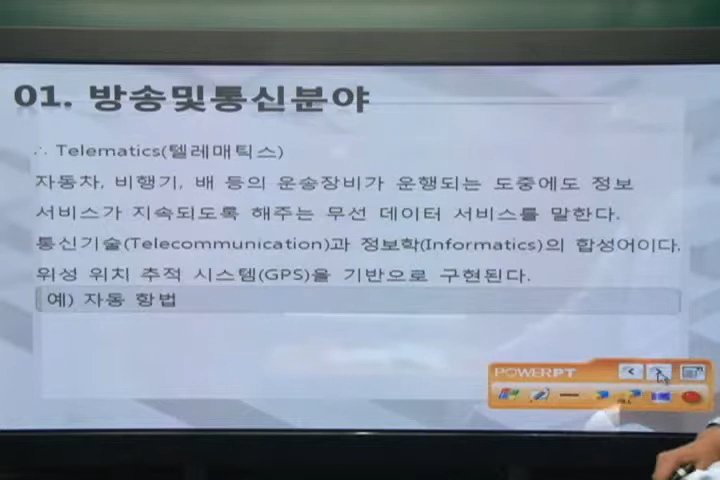 01. 방송및통신분야
∴ Telematics(텔레매틱스)
자동차, 비행기, 배 등의 운송장비가 운행되는 도중에도 정보
서비스가 지속되도록 해주는 무선 데이터 서비스를 말한다.
통신기술(Telecommunication)과 정보학(Informatics)의 합성어이다.
위성 위치 추적 시스템(GPS)을 기반으로 구현된다.
예) 자동 항법
POWERPT